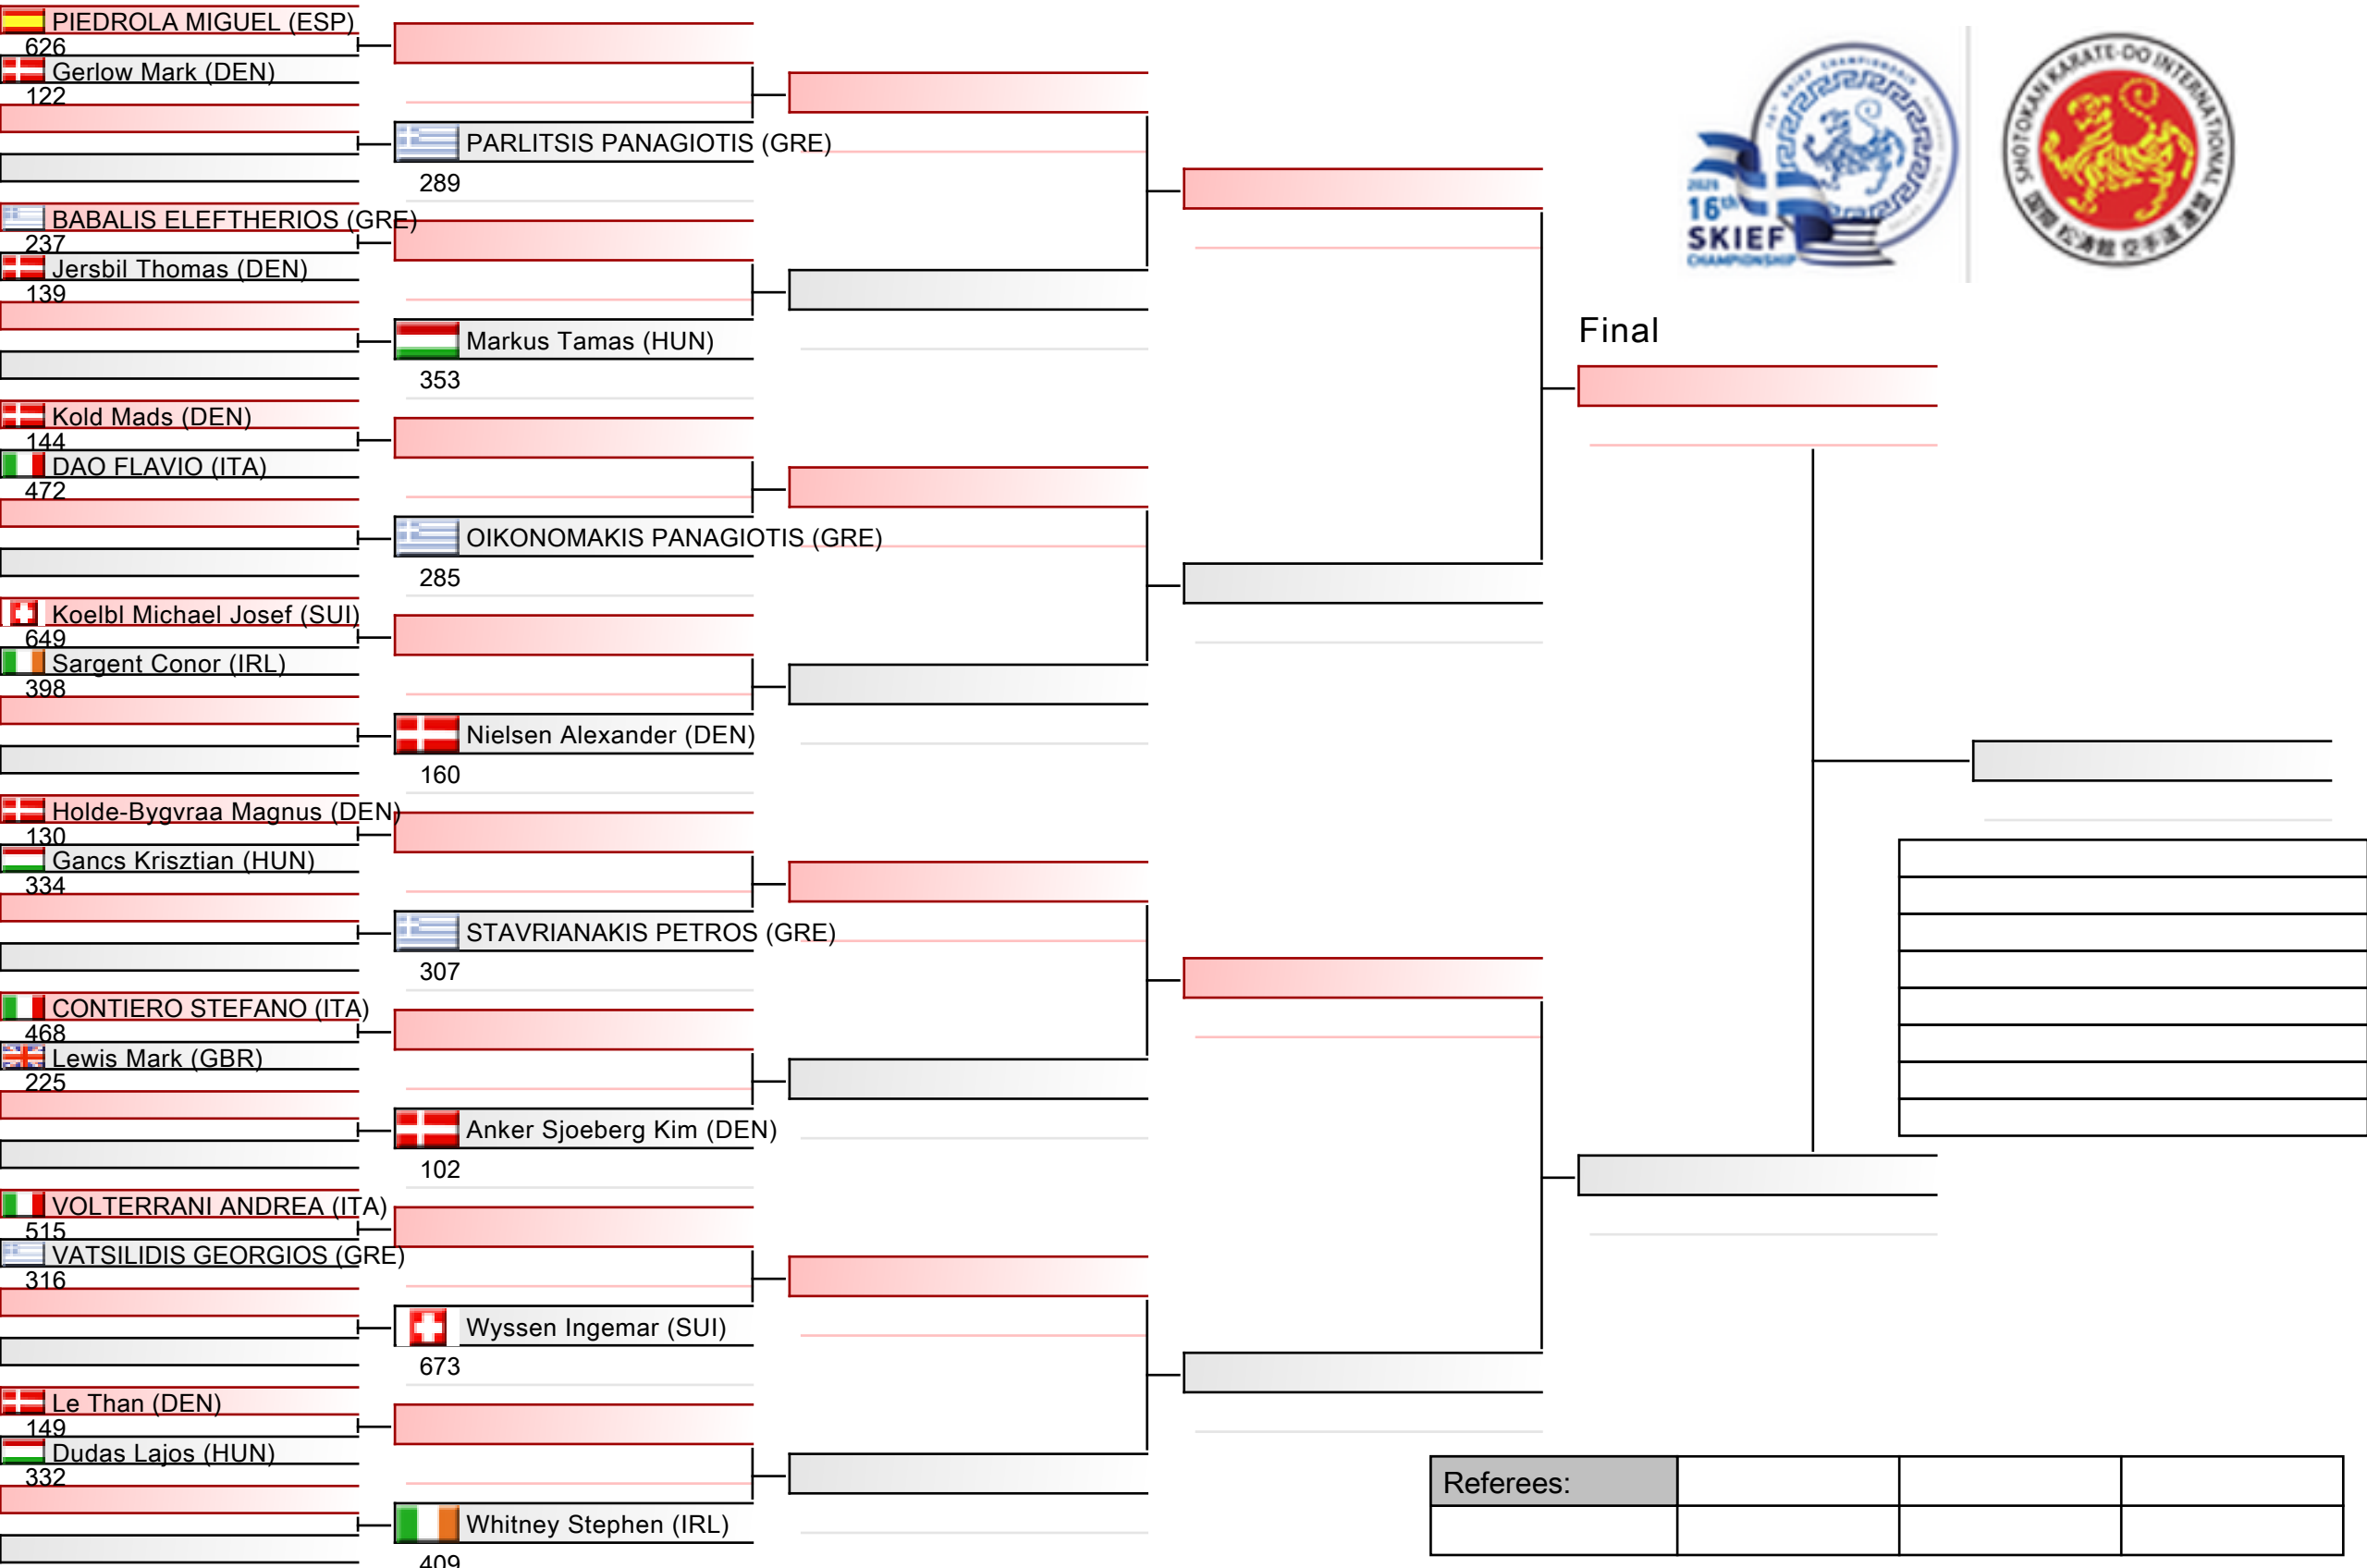 PIEDROLA MIGUEL (ESP)
626
Gerlow Mark (DEN)
122
PARLITSIS PANAGIOTIS (GRE)
289
BABALIS ELEFTHERIOS (GRE)
237
Jersbil Thomas (DEN)
139
Markus Tamas (HUN)
353
Kold Mads (DEN)
144
DAO FLAVIO (ITA)
472
OIKONOMAKIS PANAGIOTIS (GRE)
285
Koelbl Michael Josef (SUI)
649
Sargent Conor (IRL)
398
Nielsen Alexander (DEN)
160
Holde-Bygvraa Magnus (DEN)
130
Gancs Krisztian (HUN)
334
STAVRIANAKIS PETROS (GRE)
307
CONTIERO STEFANO (ITA)
468
Lewis Mark (GBR)
225
Anker Sjoeberg Kim (DEN)
102
VOLTERRANI ANDREA (ITA)
515
VATSILIDIS GEORGIOS (GRE)
316
Wyssen Ingemar (SUI)
673
Le Than (DEN)
149
Dudas Lajos (HUN)
332
Whitney Stephen (IRL)
409
16th
SKIEF
CHAMPIONSHIP
SHOTOKAN KARATE-DO INTERNATIONAL
Final
Referees: